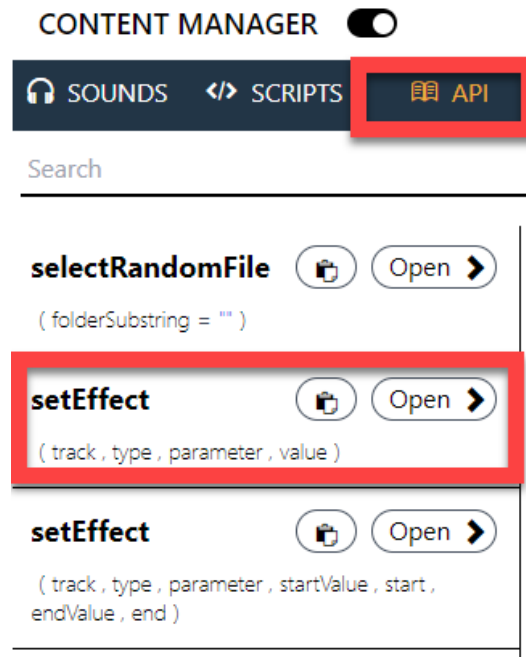 CONTENT MANAGER
SOUNDS </> SCRIPTS API
Search
selectRandomFile Open
( folderSubstring = "" )
setEffect Open
( track , type , parameter , value )
setEffect Open
( track , type , parameter , startValue , start ,
endValue , end )